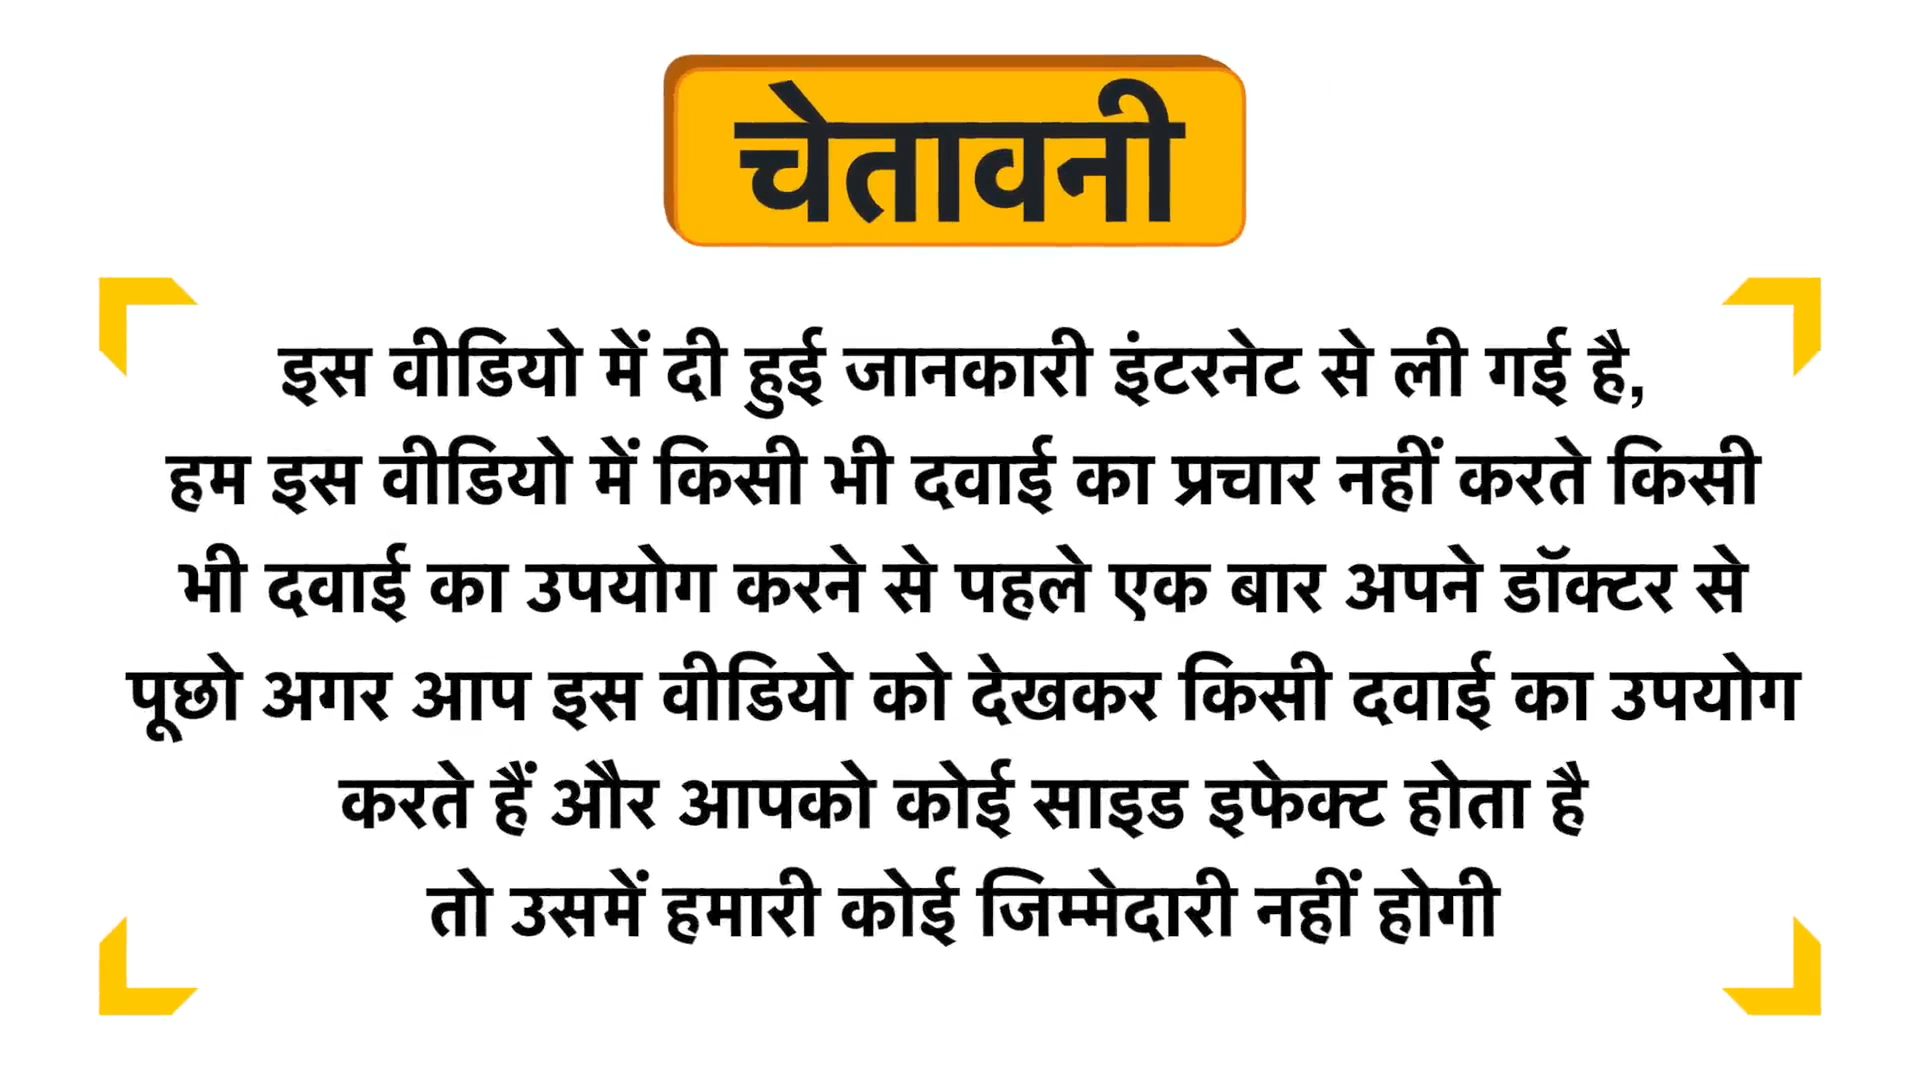 चेतावनी
इस वीडियो में दी हुई जानकारी इंटरनेट से ली गई है,
हम इस वीडियो में किसी भी दवाई का प्रचार नहीं करते किसी
भी दवाई का उपयोग करने से पहले एक बार अपने डॉक्टर से
पूछो अगर आप इस वीडियो को देखकर किसी दवाई का उपयोग
करते हैं और आपको कोई साइड इफेक्ट होता है
तो उसमें हमारी कोई जिम्मेदारी नहीं होगी